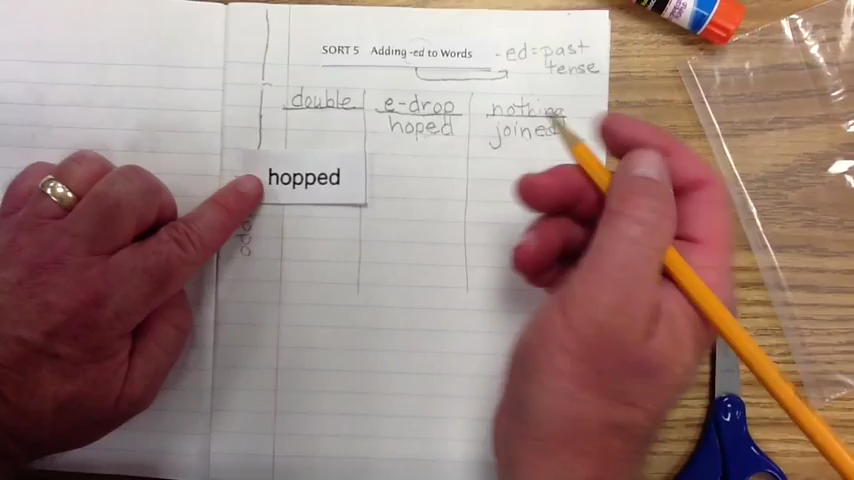 SORT 5 Adding -ed to Words
-ed = past
tense
double e-drop nothing
hoped joined
hopped